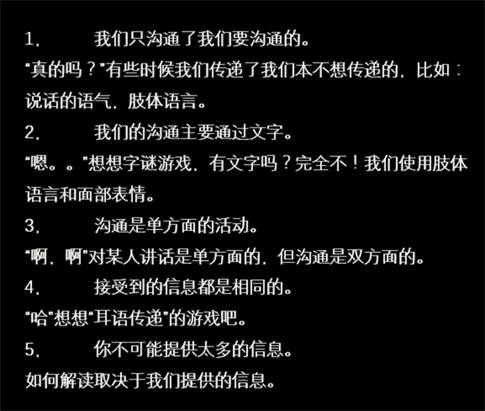 1， 我们只沟通了我们要沟通的。
“真的吗？”有些时候我们传递了我们本不想传递的，比如：
说话的语气，肢体语言。
2， 我们的沟通主要通过文字。
“嗯。。”想想字谜游戏，有文字吗？完全不！我们使用肢体
语言和面部表情。
3， 沟通是单方面的活动。
“啊，啊”对某人讲话是单方面的，但沟通是双方面的。
4， 接受到的信息都是相同的。
“哈”想想“耳语传递”的游戏吧。
5， 你不可能提供太多的信息。
如何解读取决于我们提供的信息。